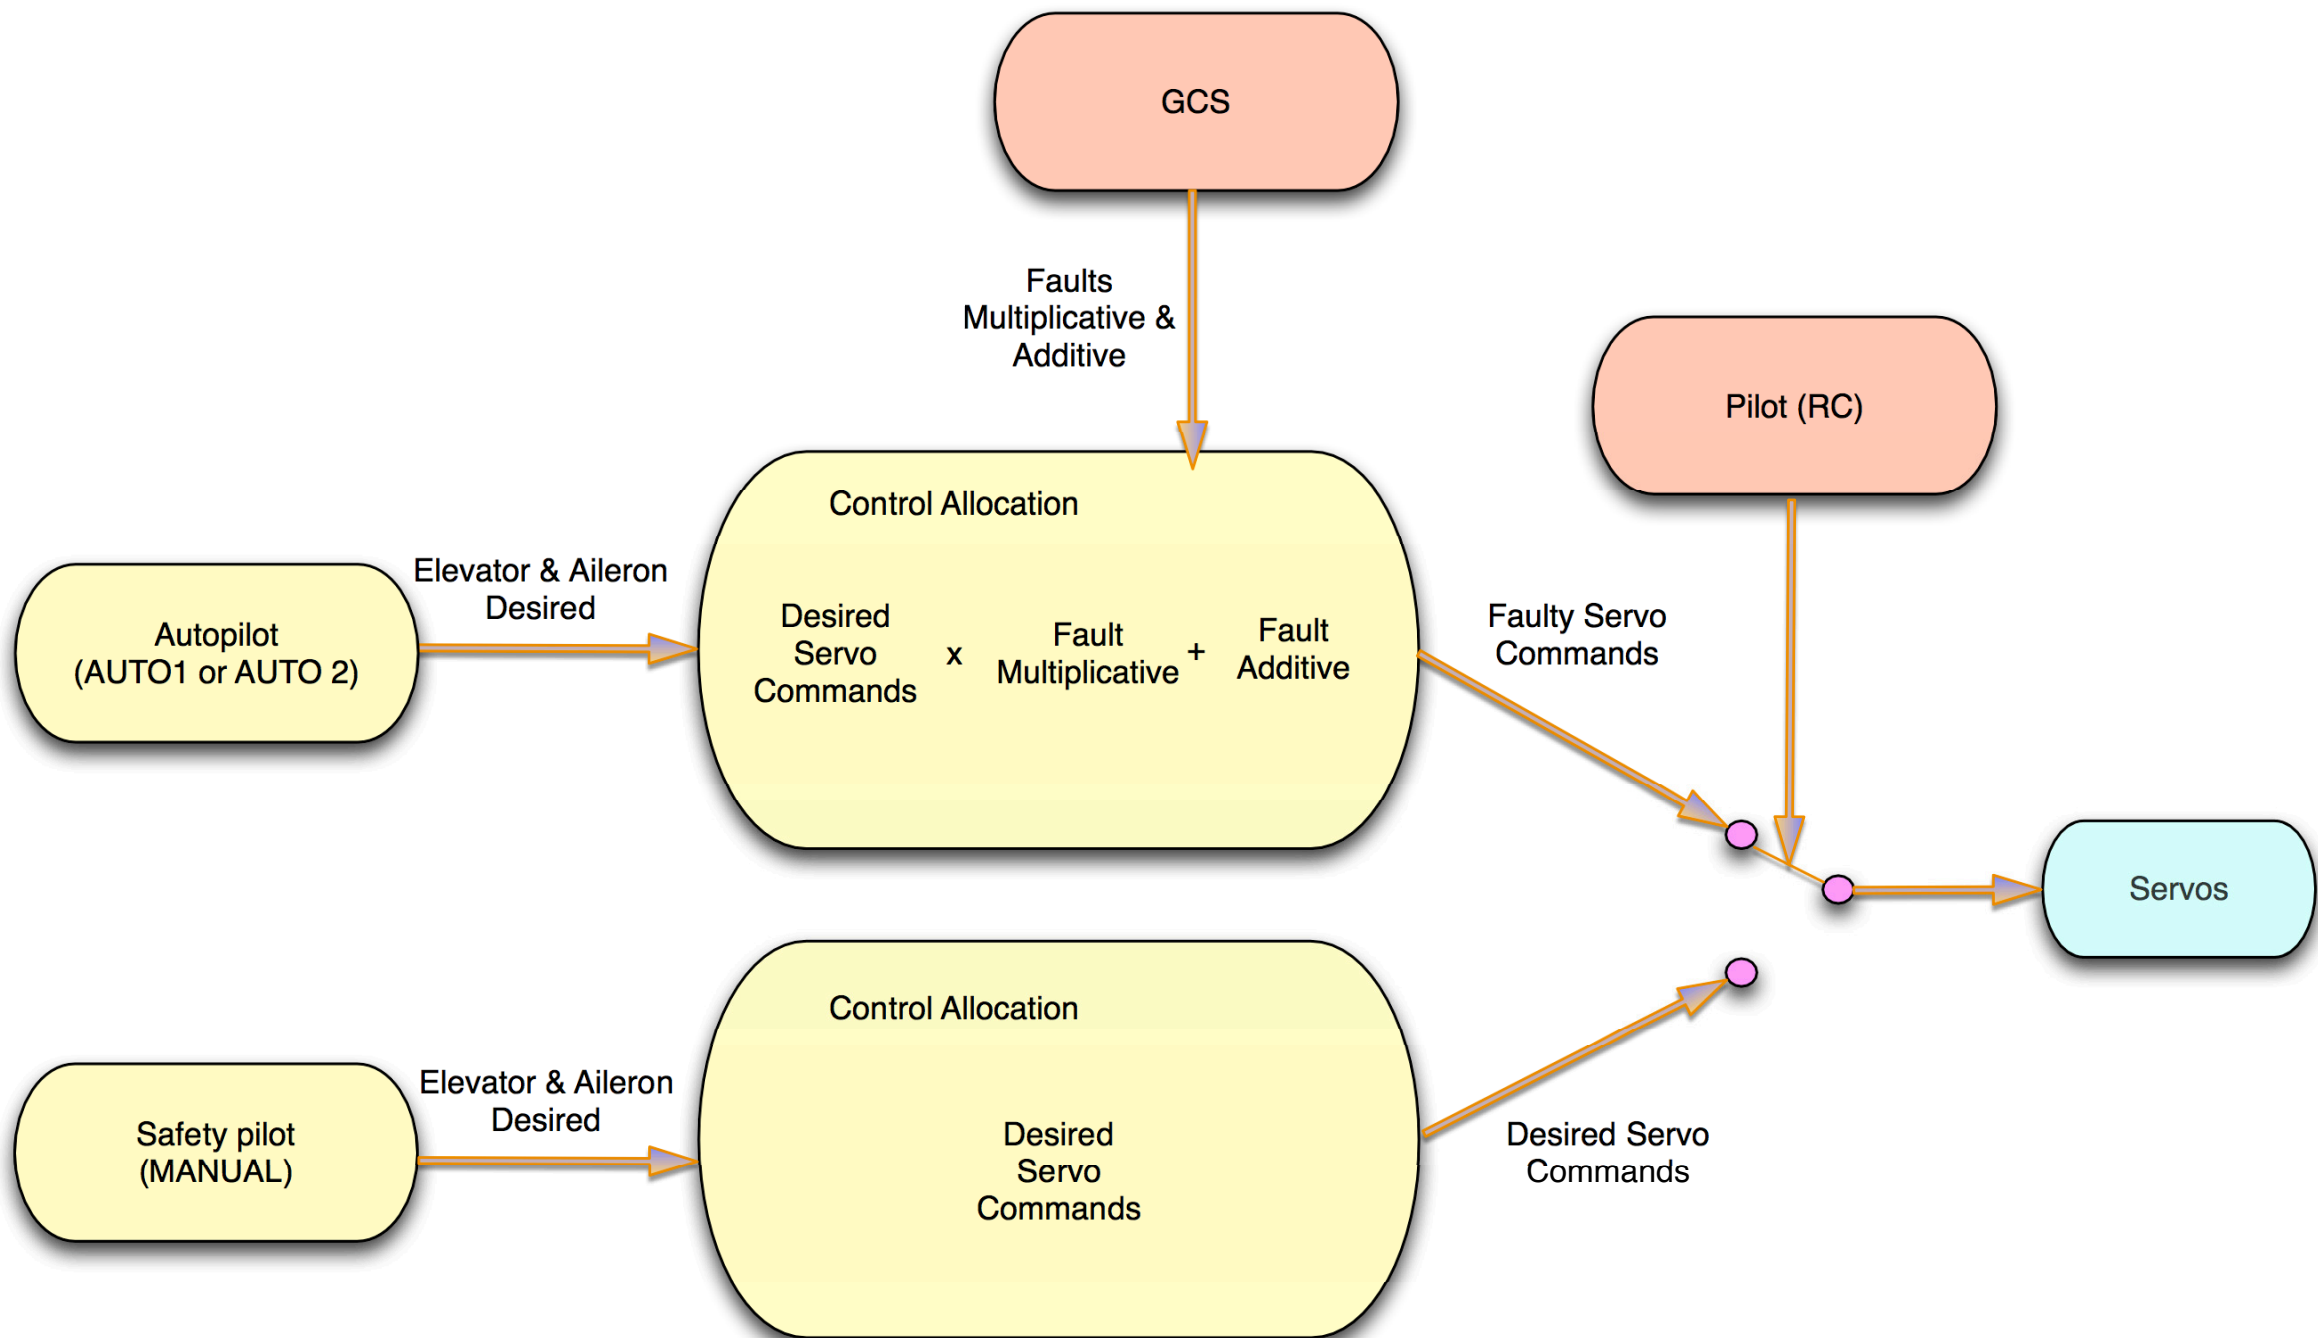 GCS
Faults
Multiplicative &
Additive
Pilot (RC)
Control Allocation
Elevator & Aileron
Desired
Autopilot
(AUTO1 or AUTO 2)
Desired
Servo
Commands
x
Fault
Multiplicative
+
Fault
Additive
Faulty Servo
Commands
Servos
Control Allocation
Elevator & Aileron
Desired
Safety pilot
(MANUAL)
Desired
Servo
Commands
Desired Servo
Commands